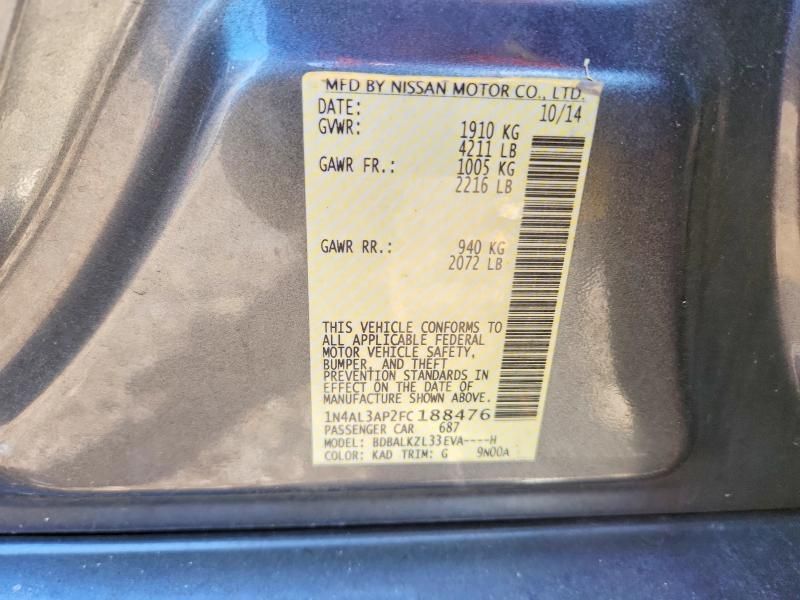 MFD BY NISSAN MOTOR CO., LTD.
DATE: 10/14
GVWR: 1910 KG
4211 LB
GAWR FR.: 1005 KG
2216 LB
GAWR RR.: 940 KG
2072 LB
THIS VEHICLE CONFORMS TO
ALL APPLICABLE FEDERAL
MOTOR VEHICLE SAFETY,
BUMPER, AND THEFT
PREVENTION STANDARDS IN
EFFECT ON THE DATE OF
MANUFACTURE SHOWN ABOVE.
1N4AL3AP2FC188476
PASSENGER CAR 687
MODEL: BDBALKZL33EVA----H
COLOR: KAD TRIM: G 9N00A